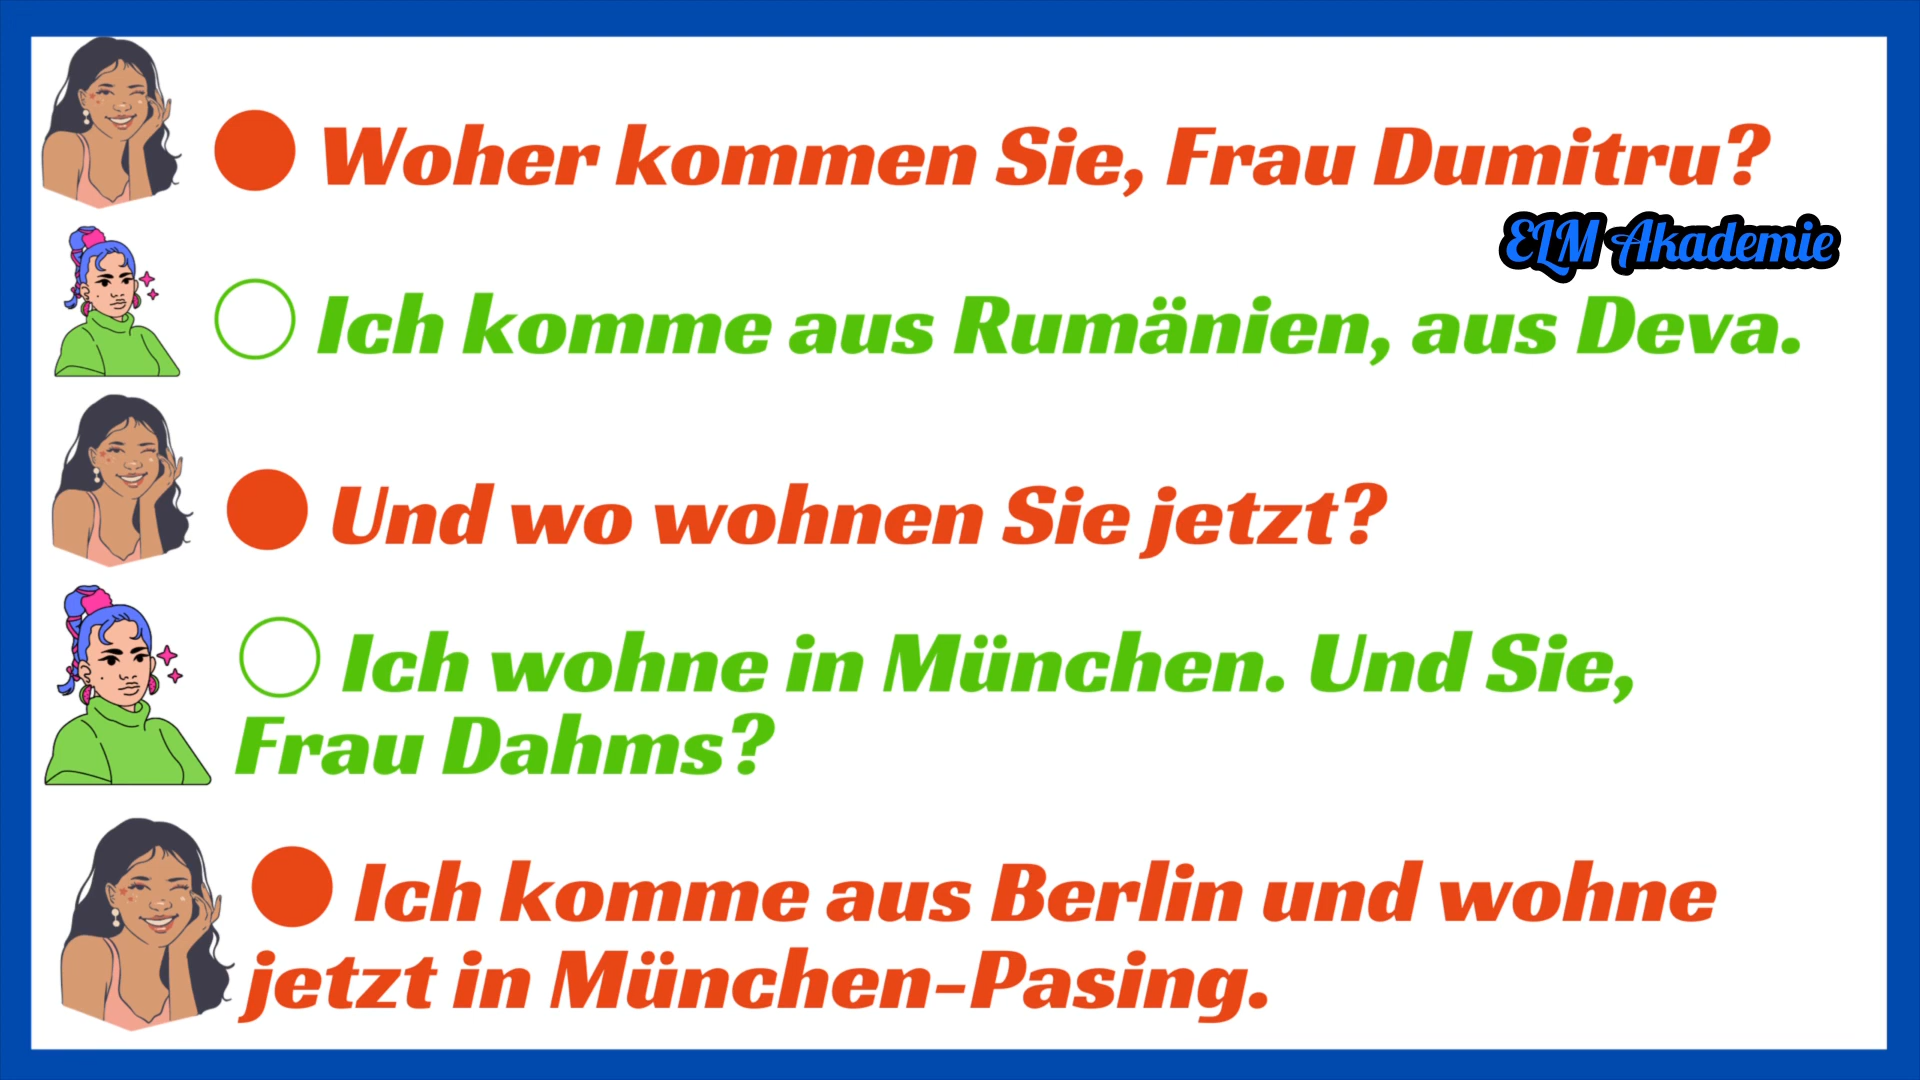 Woher kommen Sie, Frau Dumitru?
ELM Akademie
Ich komme aus Rumänien, aus Deva.
Und wo wohnen Sie jetzt?
Ich wohne in München. Und Sie,
Frau Dahms?
Ich komme aus Berlin und wohne
jetzt in München-Pasing.